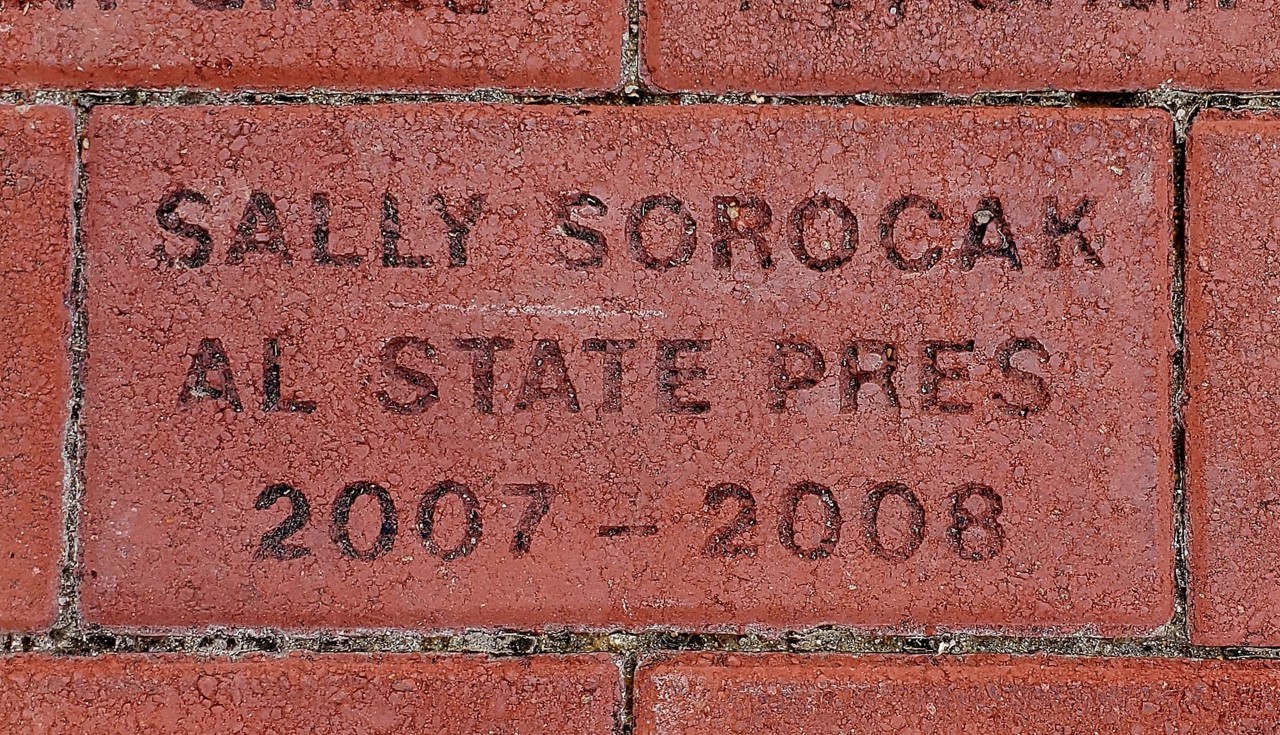 SALLY SOROCAK
AL STATE PRES
2007 - 2008